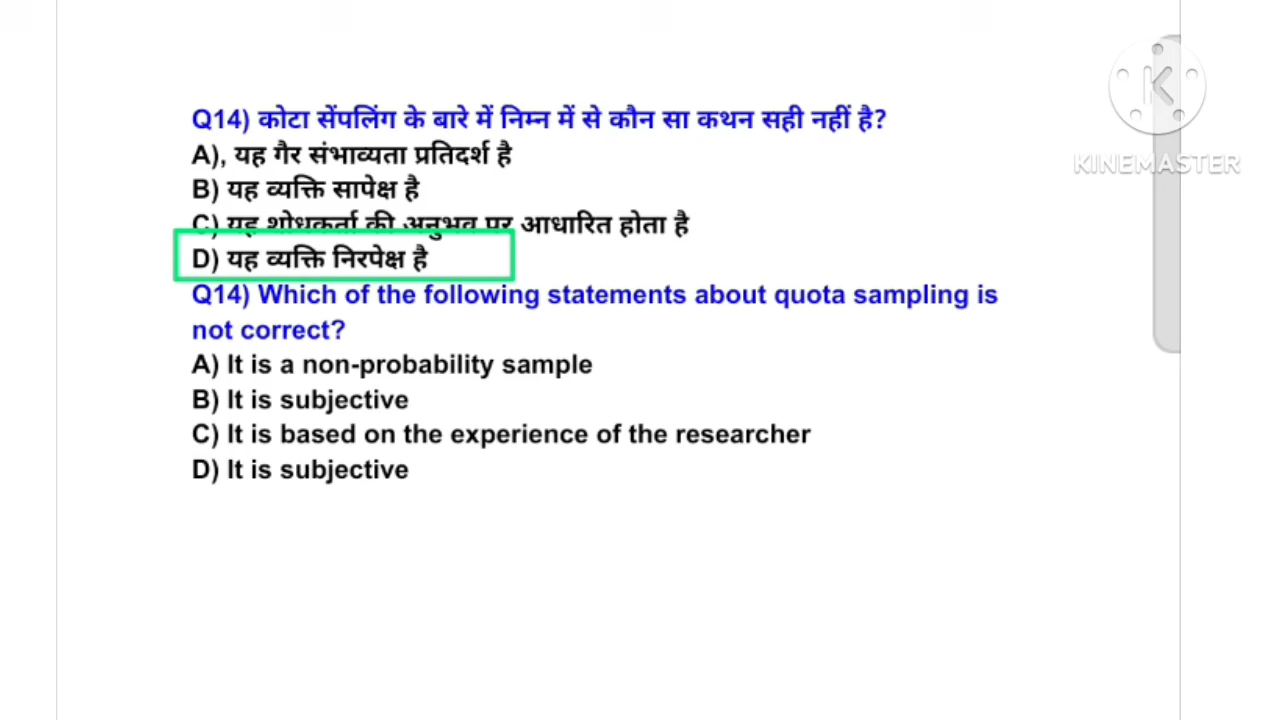 Q14) कोटा सेंपलिंग के बारे में निम्न में से कौन सा कथन सही नहीं है?
A), यह गैर संभाव्यता प्रतिदर्श है
B) यह व्यक्ति सापेक्ष है
C) यह शोधकर्ता की अनुभव पर आधारित होता है
D) यह व्यक्ति निरपेक्ष है
Q14) Which of the following statements about quota sampling is
not correct?
A) It is a non-probability sample
B) It is subjective
C) It is based on the experience of the researcher
D) It is subjective
K
KINEMASTER